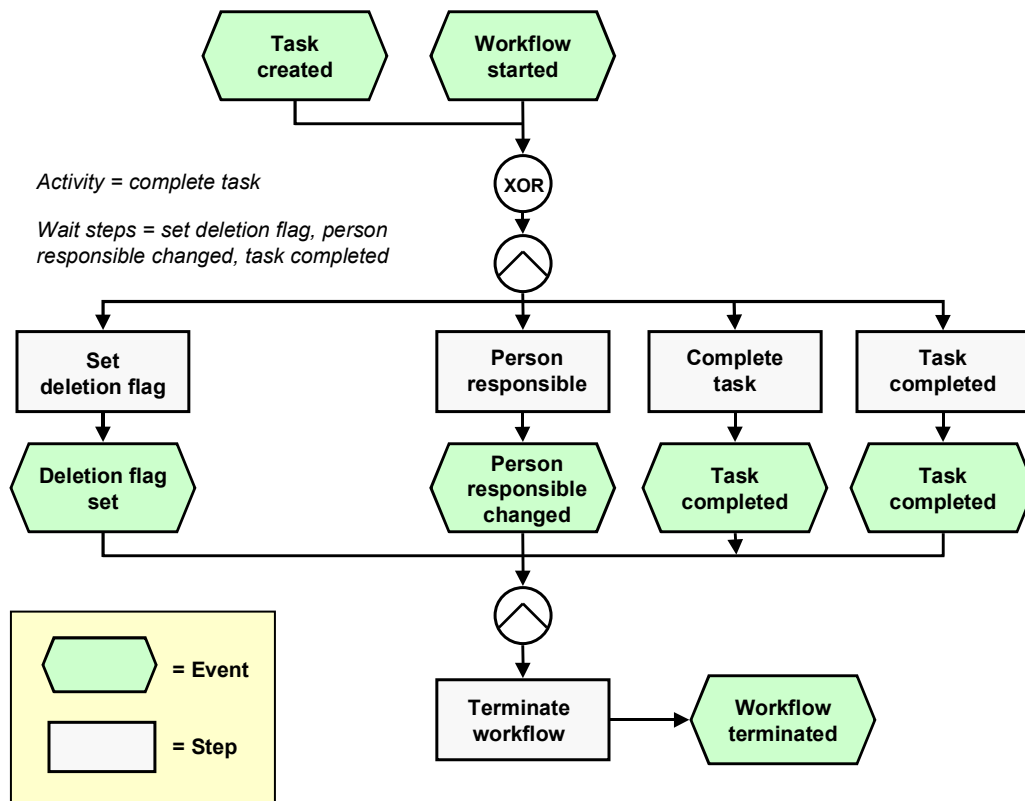 Task
created
Workflow
started
XOR
Activity = complete task
Wait steps = set deletion flag, person
responsible changed, task completed
Set
deletion flag
Person
responsible
Complete
task
Task
completed
Deletion flag
set
Person
responsible
changed
Task
completed
Task
completed
= Event
= Step
Terminate
workflow
Workflow
terminated